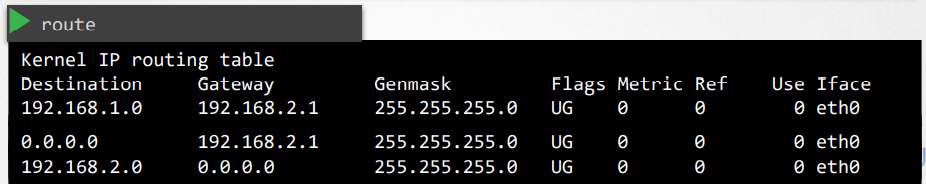 route
Kernel IP routing table
Destination Gateway Genmask Flags Metric Ref Use Iface
192.168.1.0 192.168.2.1 255.255.255.0 UG 0 0 0 eth0
0.0.0.0 192.168.2.1 255.255.255.0 UG 0 0 0 eth0
192.168.2.0 0.0.0.0 255.255.255.0 UG 0 0 0 eth0